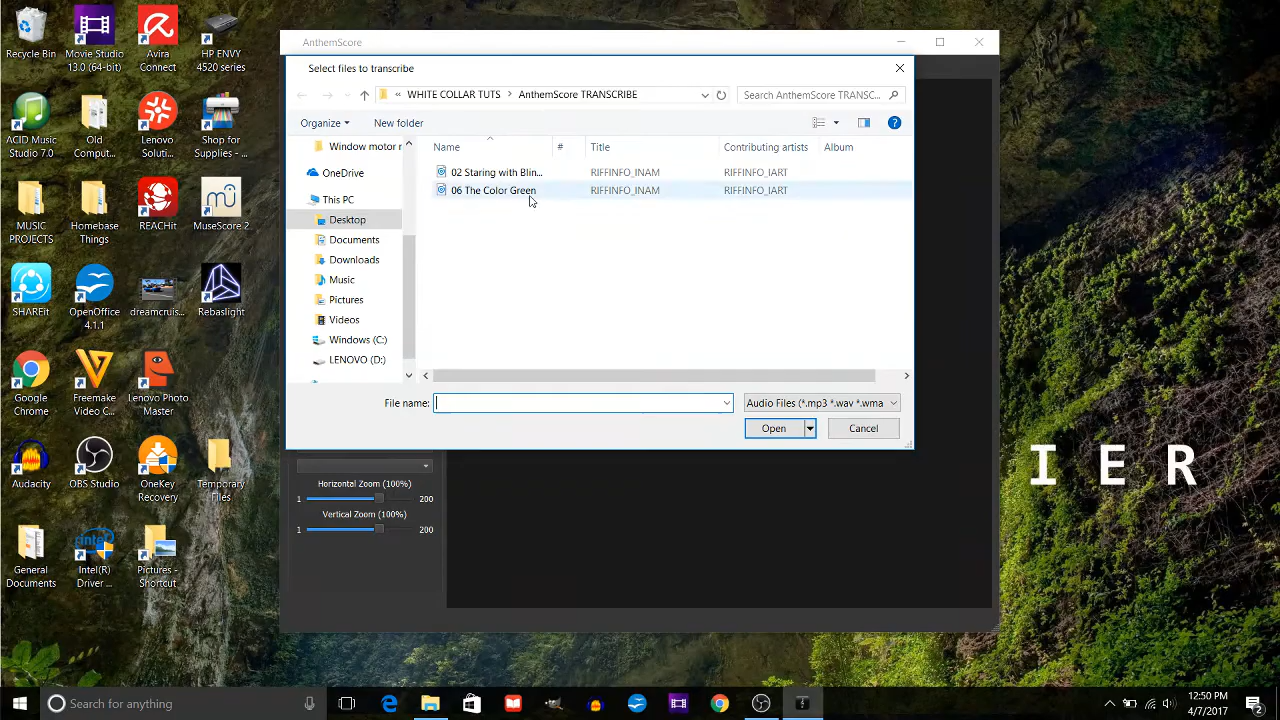 Recycle Bin
Movie Studio
13.0 (64-bit)
Avira
Connect
HP ENVY
4520 series
ACID Music
Studio 7.0
Old
Comput...
Lenovo
Soluti...
Shop for
Supplies - ...
MUSIC
PROJECTS
Homebase
Things
REACHit
MuseScore 2
SHAREit
OpenOffice
4.1.1
dreamcruis...
Rebaslight
Google
Chrome
Freemake
Video C...
Lenovo Photo
Master
Audacity
OBS Studio
OneKey
Recovery
Temporary
Files
General
Documents
Intel(R)
Driver ...
Pictures -
Shortcut
AnthemScore
Select files to transcribe
« WHITE COLLAR TUTS > AnthemScore TRANSCRIBE
Search AnthemScore TRANSC...
Organize
New folder
Name
#
Title
Contributing artists
Album
02 Staring with Blin...
RIFFINFO_INAM
RIFFINFO_IART
06 The Color Green
RIFFINFO_INAM
RIFFINFO_IART
Window motor r
OneDrive
This PC
Desktop
Documents
Downloads
Music
Pictures
Videos
Windows (C:)
LENOVO (D:)
File name:
Audio Files (*.mp3 *.wav *.wma
Open
Cancel
Horizontal Zoom (100%)
1 200
Vertical Zoom (100%)
1 200
I E R
Search for anything
12:50 PM
4/7/2017
2